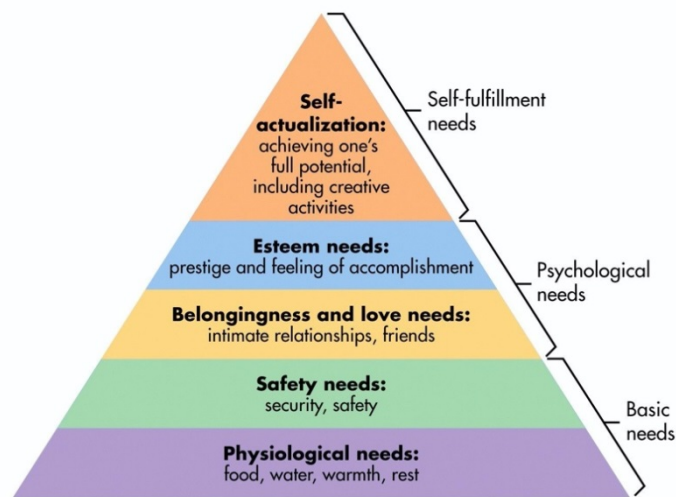 Self-
actualization:
achieving one's
full potential,
including creative
activities
Self-fulfillment
needs
Esteem needs:
prestige and feeling of accomplishment
Psychological
needs
Belongingness and love needs:
intimate relationships, friends
Safety needs:
security, safety
Basic
needs
Physiological needs:
food, water, warmth, rest